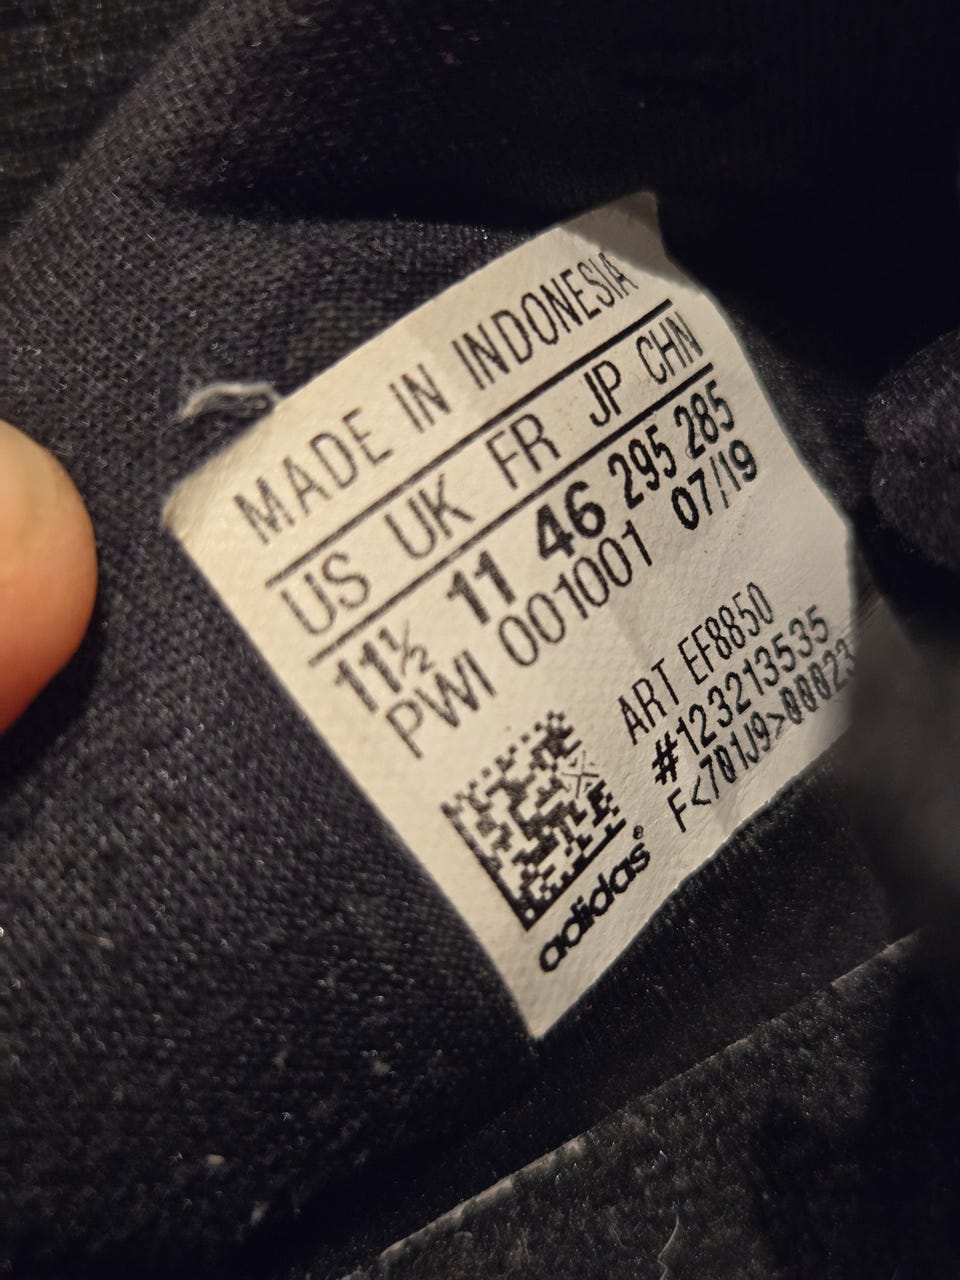 MADE IN INDONESIA
US UK FR JP CHN
11½ 11 46 295 285
PWI 001001 07/19
ART EF8850
#123213535
F<701J9>00023
adidas®